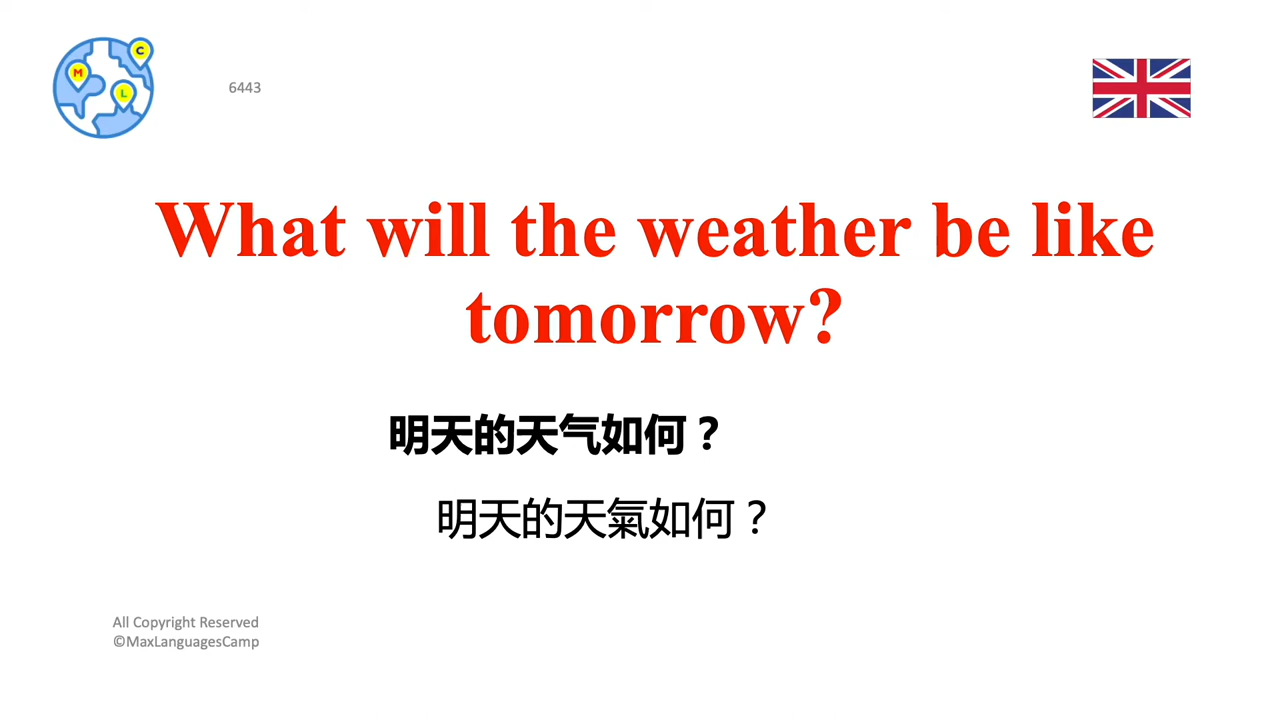 C
M
L
6443
What will the weather be like
tomorrow?
明天的天气如何？
明天的天氣如何？
All Copyright Reserved
©MaxLanguagesCamp